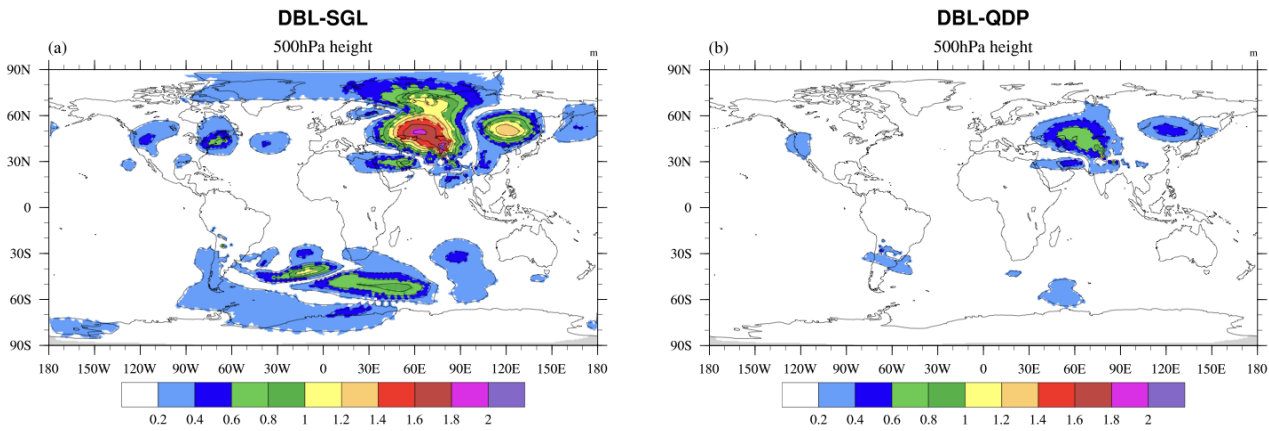 DBL-SGL
(a)
500hPa height
m
90N
60N
30N
0
30S
60S
90S
180 150W 120W 90W 60W 30W 0 30E 60E 90E 120E 150E 180
0.2 0.4 0.6 0.8 1 1.2 1.4 1.6 1.8 2
DBL-QDP
(b)
500hPa height
m
90N
60N
30N
0
30S
60S
90S
180 150W 120W 90W 60W 30W 0 30E 60E 90E 120E 150E 180
0.2 0.4 0.6 0.8 1 1.2 1.4 1.6 1.8 2